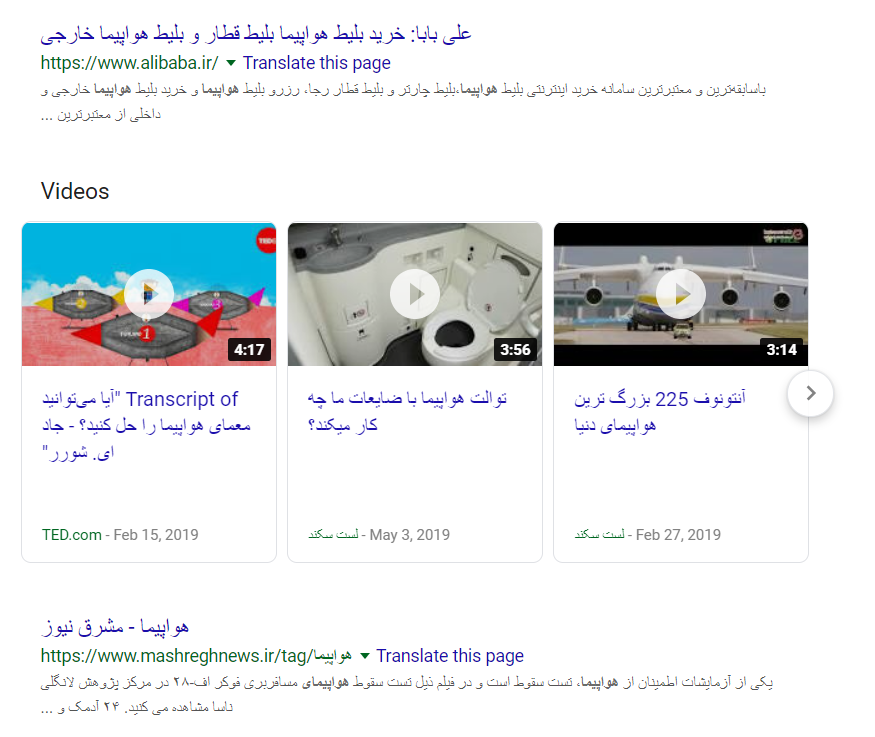 علی بابا: خرید بلیط هواپیما بلیط قطار و بلیط هواپیما خارجی
https://www.alibaba.ir/ ▼ Translate this page
باسابقه‌ترین و معتبرترین سامانه خرید اینترنتی بلیط هواپیما،بلیط چارتر و بلیط قطار رجا، رزرو بلیط هواپیما و خرید بلیط هواپیما خارجی و
داخلی از معتبرترین ...
Videos
TED
1
3
4:17
3:56
3:14
Transcript of "آیا می‌توانید
معمای هواپیما را حل کنید؟ - جاد
ای. شورر"
TED.com - Feb 15, 2019
توالت هواپیما با ضایعات ما چه
کار میکند؟
لست سکند - May 3, 2019
آنتونوف 225 بزرگ ترین
هواپیمای دنیا
لست سکند - Feb 27, 2019
هواپیما - مشرق نیوز
https://www.mashreghnews.ir/tag/هواپیما ▼ Translate this page
یکی از آزمایشات اطمینان از هواپیما، تست سقوط است و در فیلم ذیل تست سقوط هواپیمای مسافربری فوکر اف-۲۸ در مرکز پژوهش لانگلی
ناسا مشاهده می کنید. ۲۴ آدمک و ...